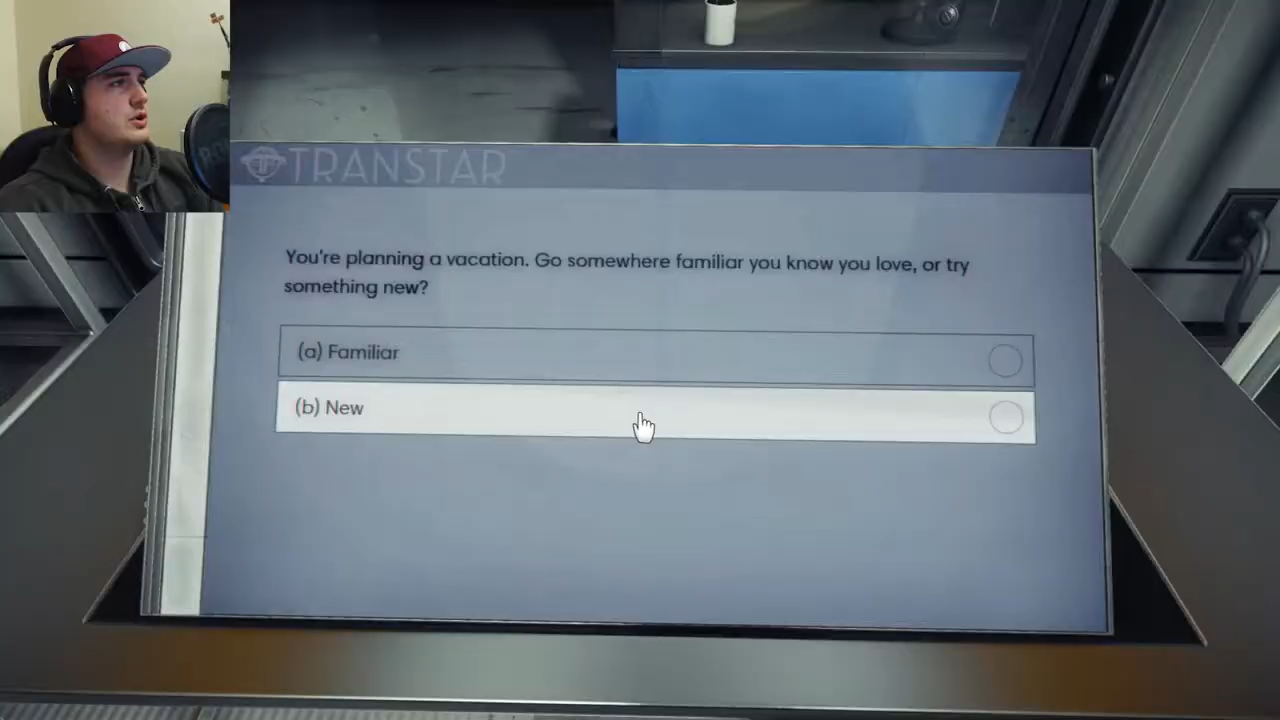 TRANSTAR
You're planning a vacation. Go somewhere familiar you know you love, or try
something new?
(a) Familiar
(b) New